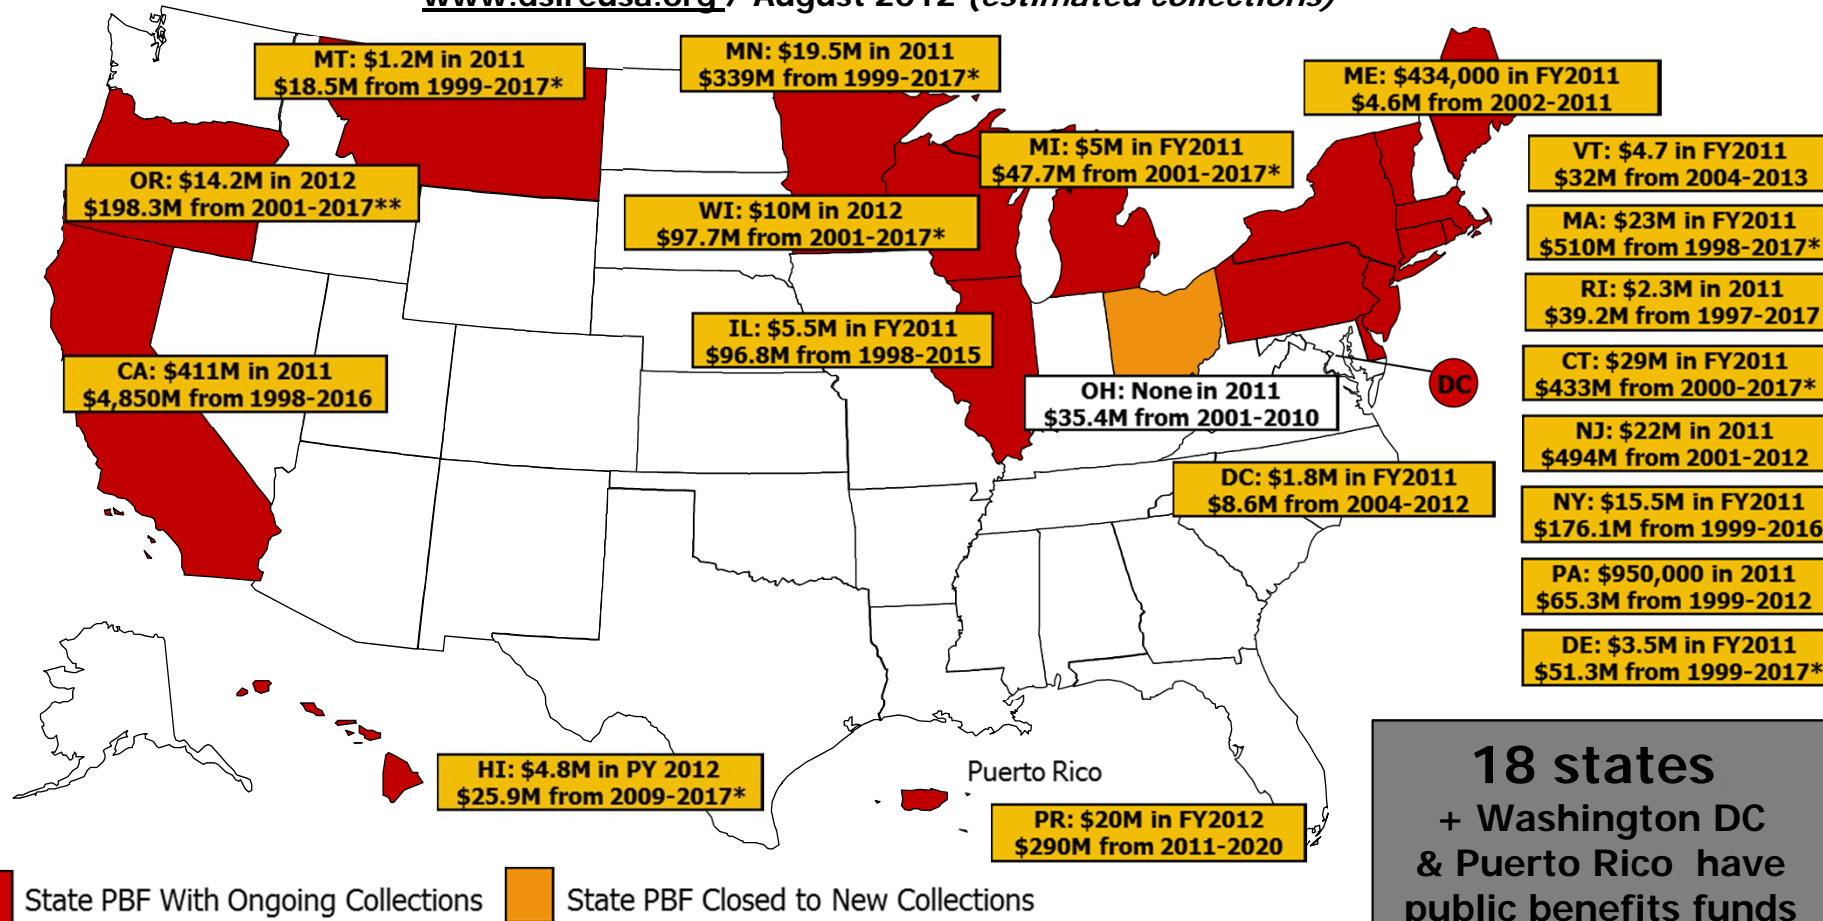 www.dsireusa.org / August 2012 (estimated collections)
MT: $1.2M in 2011
$18.5M from 1999-2017*
MN: $19.5M in 2011
$339M from 1999-2017*
ME: $434,000 in FY2011
$4.6M from 2002-2011
MI: $5M in FY2011
$47.7M from 2001-2017*
VT: $4.7 in FY2011
$32M from 2004-2013
OR: $14.2M in 2012
$198.3M from 2001-2017**
WI: $10M in 2012
$97.7M from 2001-2017*
MA: $23M in FY2011
$510M from 1998-2017*
RI: $2.3M in 2011
$39.2M from 1997-2017
IL: $5.5M in FY2011
$96.8M from 1998-2015
CA: $411M in 2011
$4,850M from 1998-2016
OH: None in 2011
$35.4M from 2001-2010
DC
CT: $29M in FY2011
$433M from 2000-2017*
NJ: $22M in 2011
$494M from 2001-2012
DC: $1.8M in FY2011
$8.6M from 2004-2012
NY: $15.5M in FY2011
$176.1M from 1999-2016
PA: $950,000 in 2011
$65.3M from 1999-2012
DE: $3.5M in FY2011
$51.3M from 1999-2017*
HI: $4.8M in PY 2012
$25.9M from 2009-2017*
Puerto Rico
PR: $20M in FY2012
$290M from 2011-2020
18 states
+ Washington DC
& Puerto Rico have
public benefits funds
State PBF With Ongoing Collections
State PBF Closed to New Collections